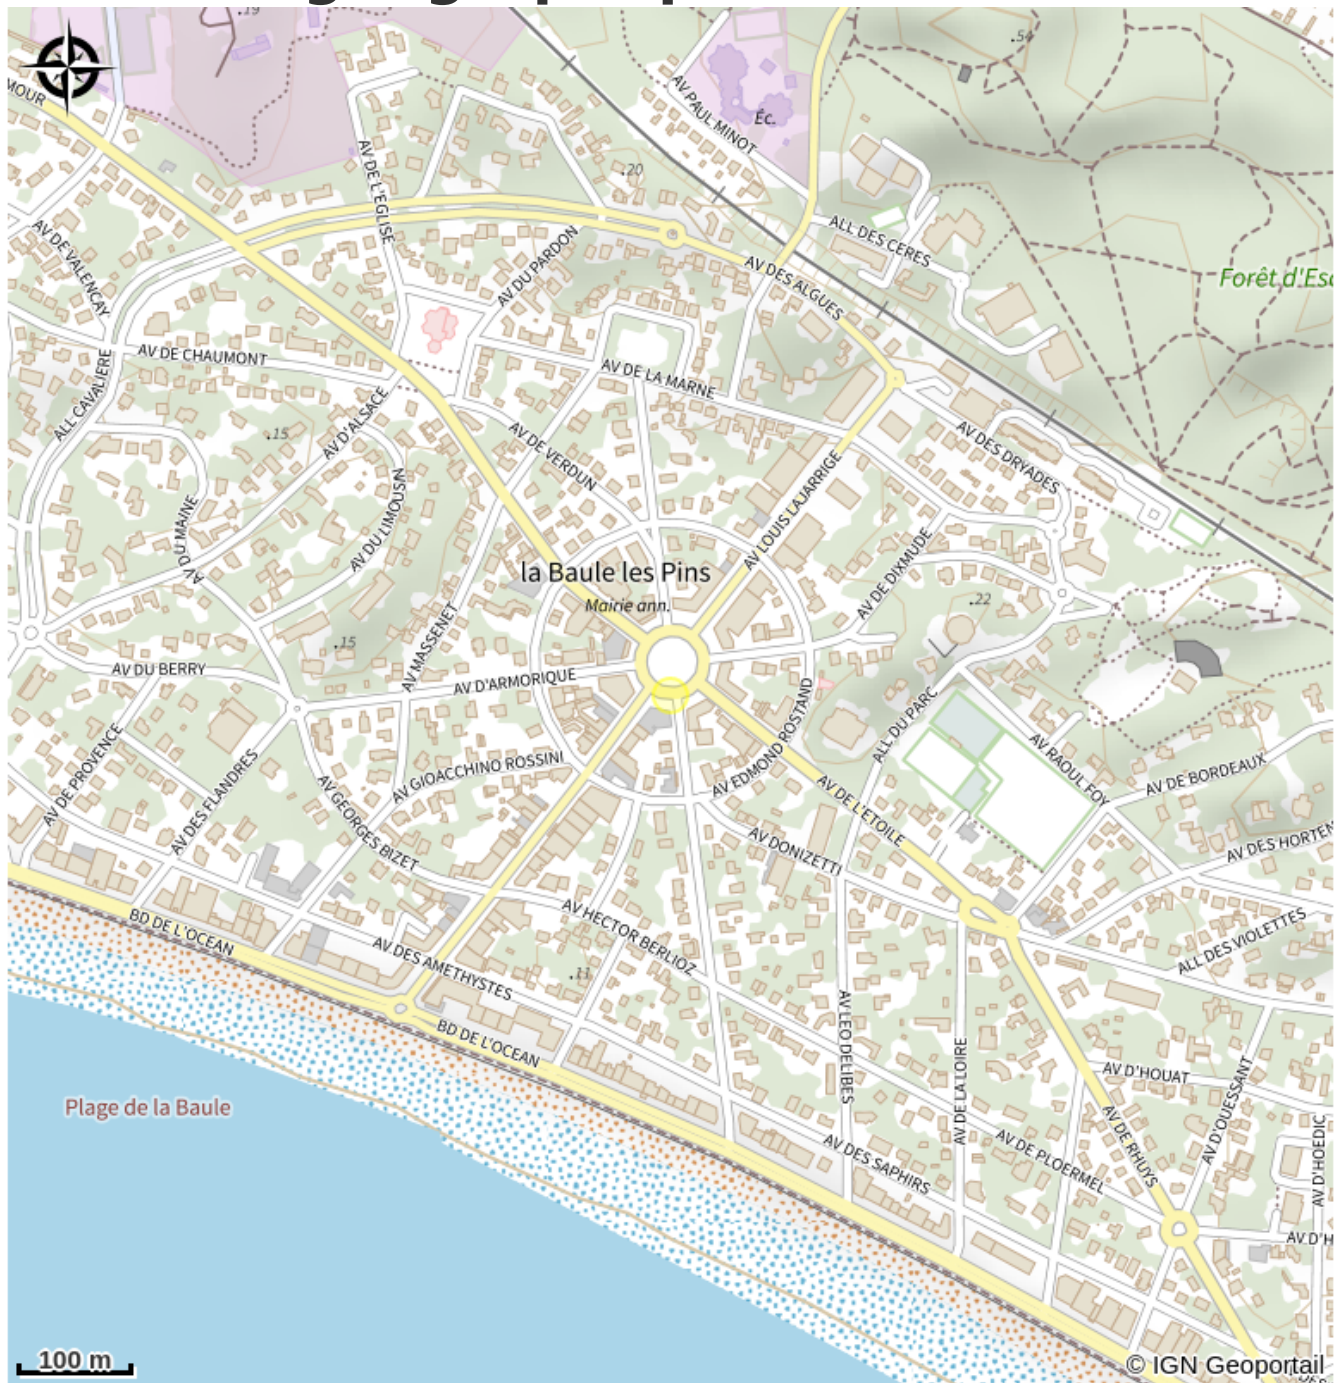 .19
.54
MOUR
AV PAUL MINOT
Éc.
AV DE L'EGLISE
.20
AV DE VALENCAY
AV DU PARDON
ALL DES CERES
AV DES ALGUES
Forêt d'Esc
AV DE CHAUMONT
ALL CAVALIERE
AV DE LA MARNE
AV D'ALSACE
.15
AV DE VERDUN
AV DES DRYADES
AV LOUIS LAJARRIGE
AV DU MAINE
AV DU LIMOUSIN
AV DE DIXMUDE
la Baule les Pins
Mairie ann.
.22
.15
AV MASSENET
AV DU BERRY
AV D'ARMORIQUE
AV EDMOND ROSTAND
ALL DU PARC
AV DE PROVENCE
AV DES FLANDRES
AV GIOACCHINO ROSSINI
AV GEORGES BIZET
AV RAOUL FOY
AV DE BORDEAUX
AV DE L'ETOILE
AV DONIZETTI
AV DES HORTEN
BD DE L'OCEAN
AV HECTOR BERLIOZ
AV DES AMETHYSTES
.11
ALL DES VIOLETTES
BD DE L'OCEAN
AV LEO DELIBES
AV DE LA LOIRE
AV D'HOUAT
AV D'OUESSANT
Plage de la Baule
AV DE RHUYS
AV DE PLOERMEL
AV DES SAPHIRS
AV D'HOEDIC
AV D'H
100 m
© IGN Geoportail